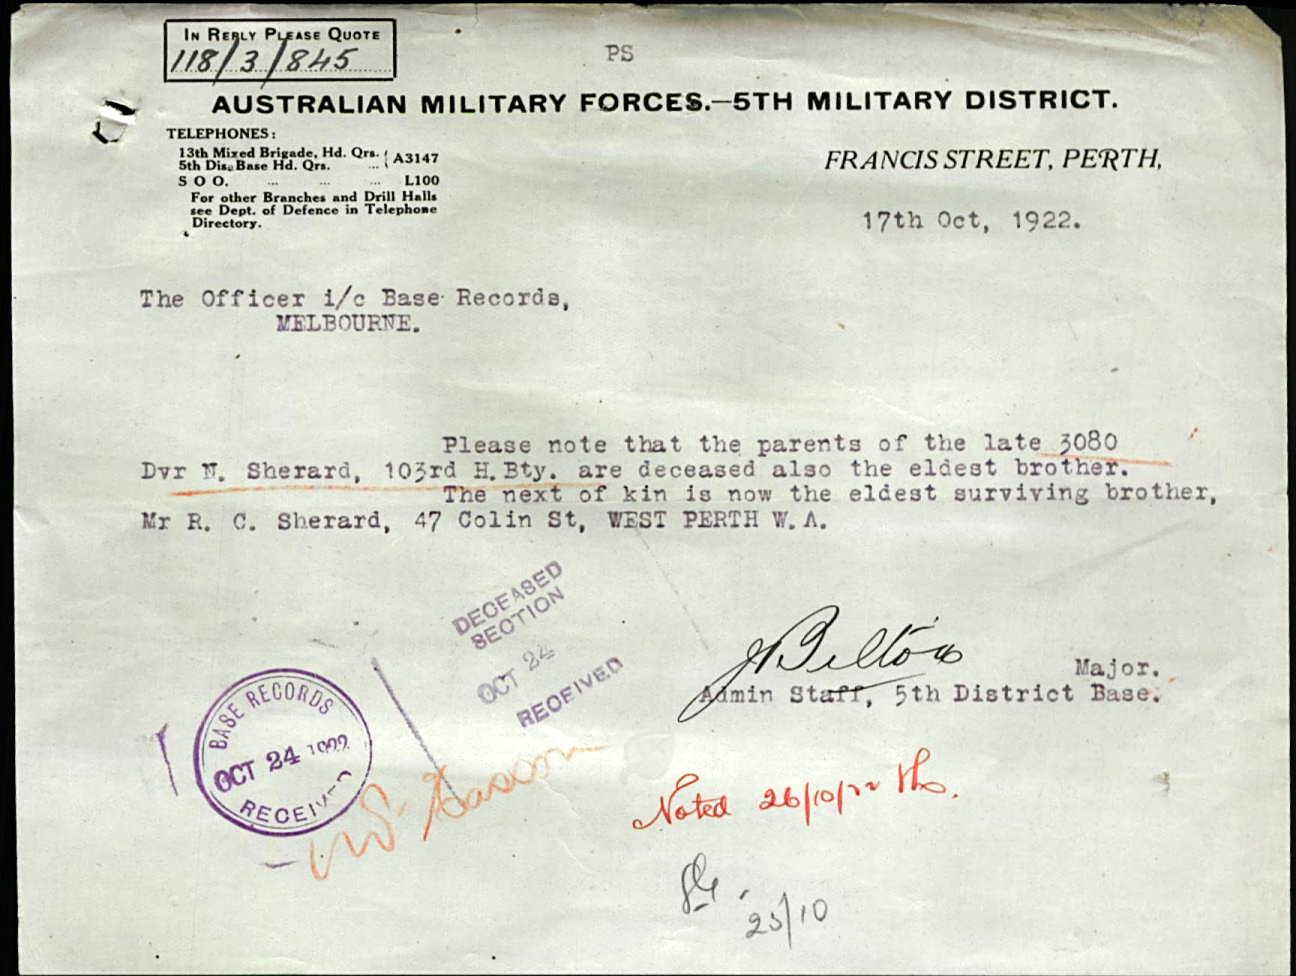 IN REPLY PLEASE QUOTE
118/3/845
PS
AUSTRALIAN MILITARY FORCES.—5TH MILITARY DISTRICT.
TELEPHONES:
13th Mixed Brigade, Hd. Qrs.
5th Dis. Base Hd. Qrs. ... A3147
S O O. ... ... ... L100
For other Branches and Drill Halls
see Dept. of Defence in Telephone
Directory.
FRANCIS STREET, PERTH,
17th Oct, 1922.
The Officer i/c Base Records,
MELBOURNE.
Please note that the parents of the late 3080
Dvr N. Sherard, 103rd H.Bty. are deceased also the eldest brother.
The next of kin is now the eldest surviving brother,
Mr R. C. Sherard, 47 Colin St, WEST PERTH W.A.
DECEASED
SECTION
OCT 24
RECEIVED
Major.
Admin Staff, 5th District Base.
BASE RECORDS
OCT 24 1922
RECEIVED
Noted 26/10/22
25/10